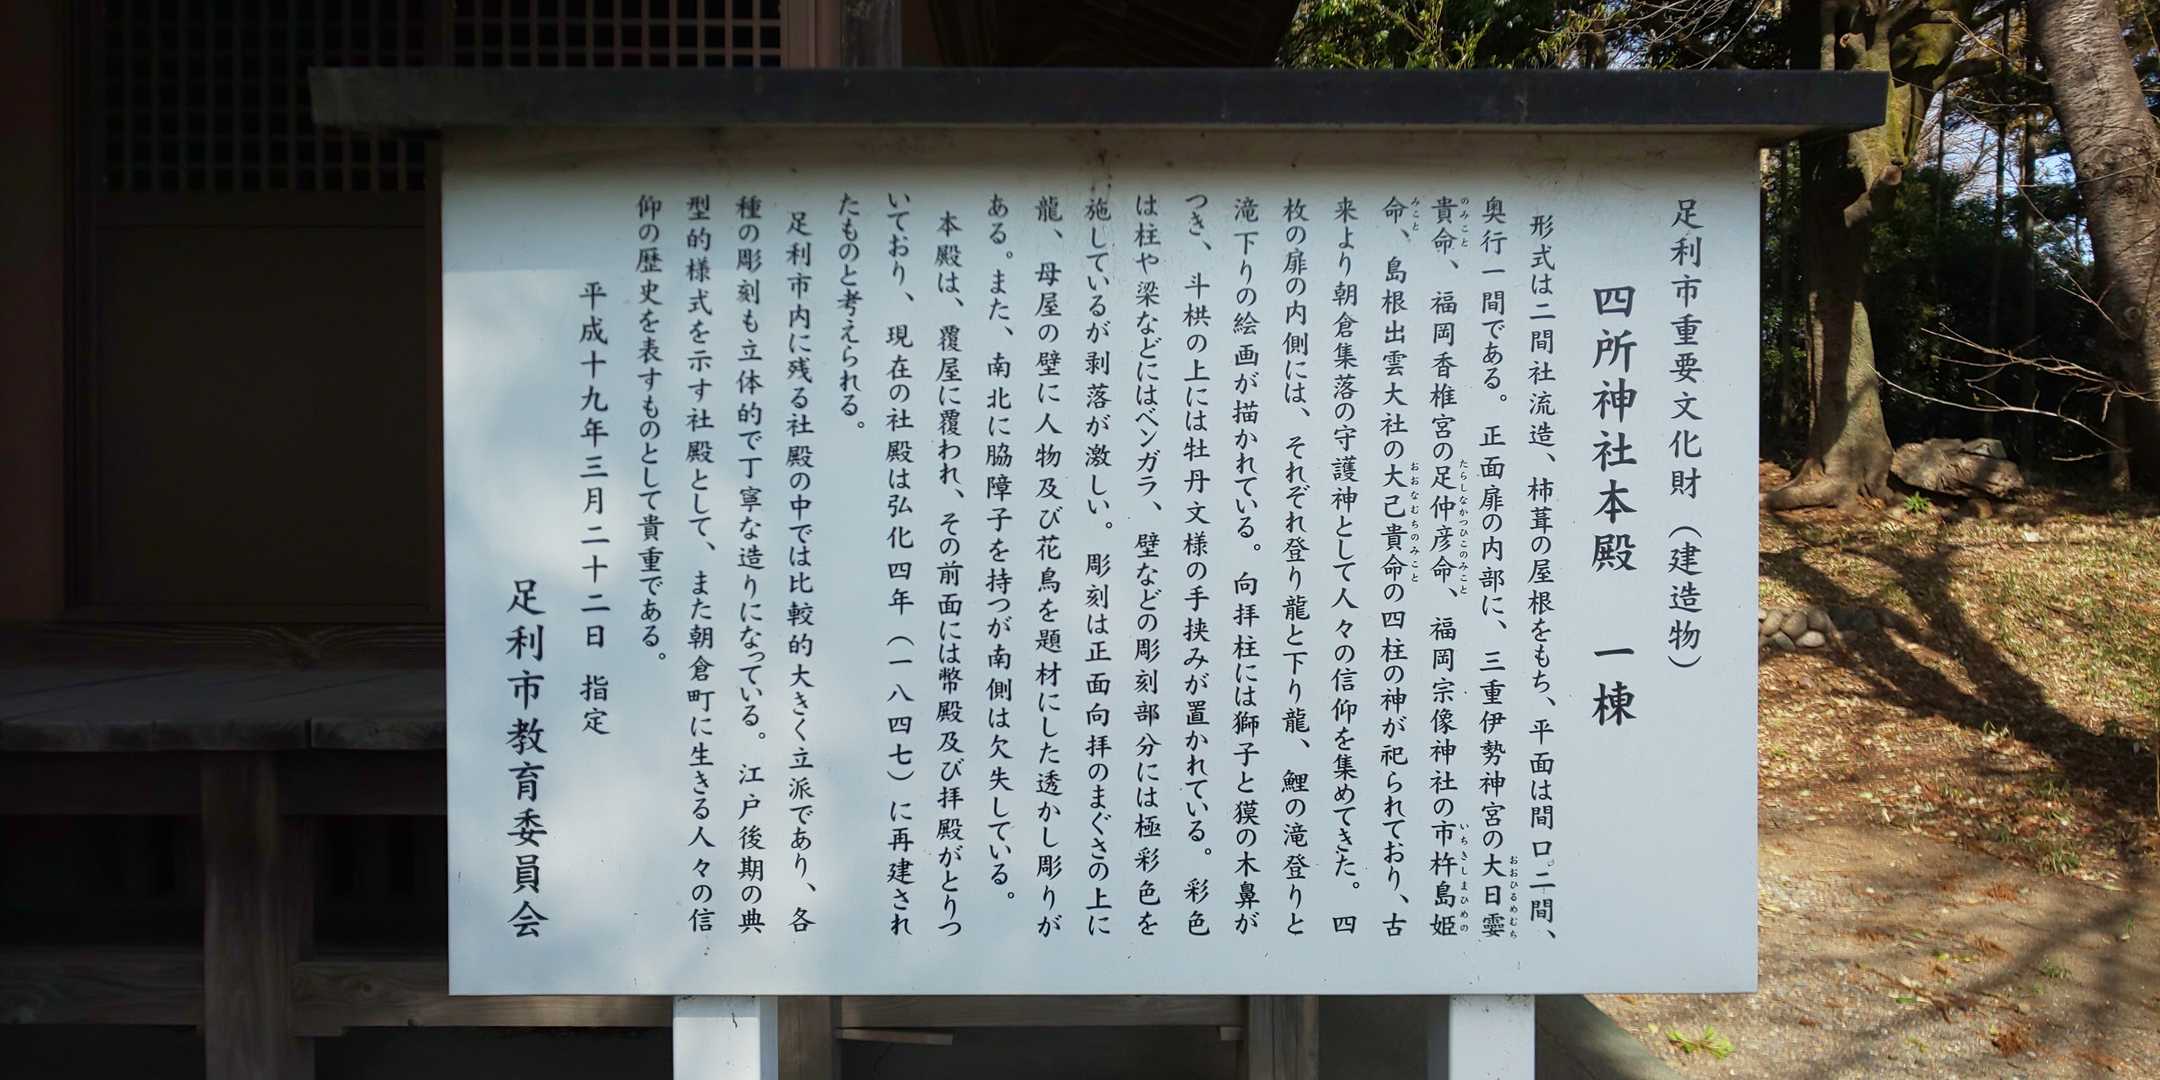 足利市重要文化財（建造物）
四所神社本殿　一棟
形式は二間社流造、柿葺の屋根をもち、平面は間口二間、
奥行一間である。正面扉の内部に、三重伊勢神宮の大日孁
貴命、福岡香椎宮の足仲彦命、福岡宗像神社の市杵島姫
命、島根出雲大社の大己貴命の四柱の神が祀られており、古
来より朝倉集落の守護神として人々の信仰を集めてきた。四
枚の扉の内側には、それぞれ登り龍と下り龍、鯉の滝登りと
滝下りの絵画が描かれている。向拝柱には獅子と獏の木鼻が
つき、斗栱の上には牡丹文様の手挟みが置かれている。彩色
は柱や梁などにはベンガラ、壁などの彫刻部分には極彩色を
施しているが剥落が激しい。彫刻は正面向拝のまぐさの上に
龍、母屋の壁に人物及び花鳥を題材にした透かし彫りが
ある。また、南北に脇障子を持つが南側は欠失している。
本殿は、覆屋に覆われ、その前面には幣殿及び拝殿がとりつ
いており、現在の社殿は弘化四年（一八四七）に再建され
たものと考えられる。
足利市内に残る社殿の中では比較的大きく立派であり、各
種の彫刻も立体的で丁寧な造りになっている。江戸後期の典
型的様式を示す社殿として、また朝倉町に生きる人々の信
仰の歴史を表すものとして貴重である。
平成十九年三月二十二日　指定
足利市教育委員会